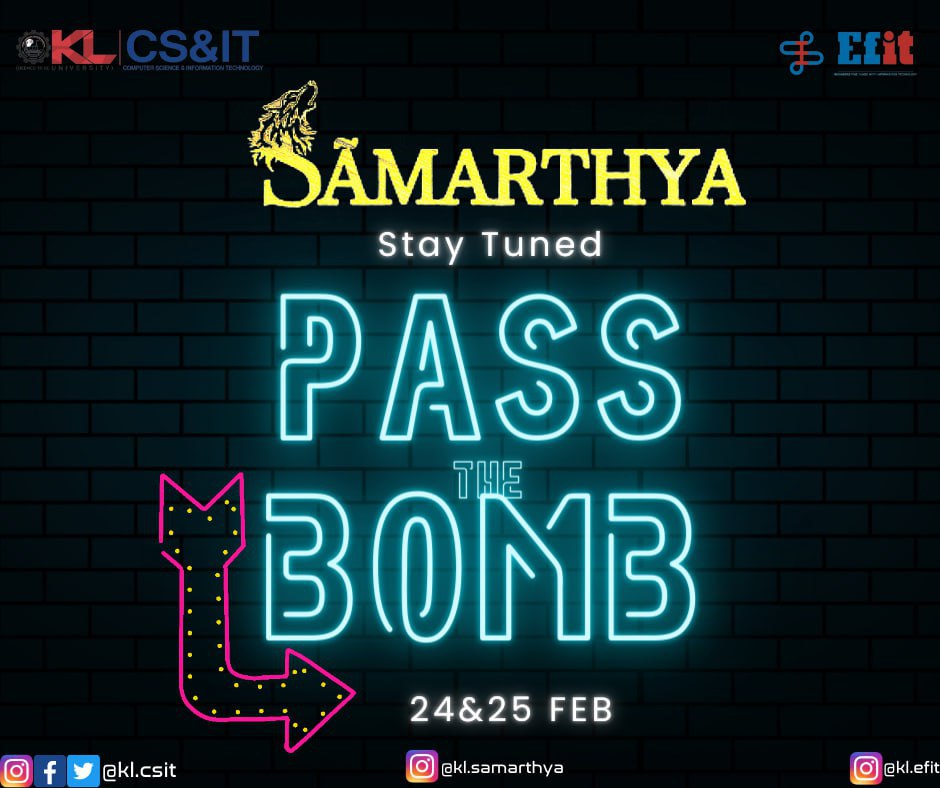 KL CS&IT
COMPUTER SCIENCE & INFORMATION TECHNOLOGY
Efit
SAMARTHYA
Stay Tuned
PASS
THE
BOMB
24&25 FEB
@kl.csit
@kl.samarthya
@kl.efit